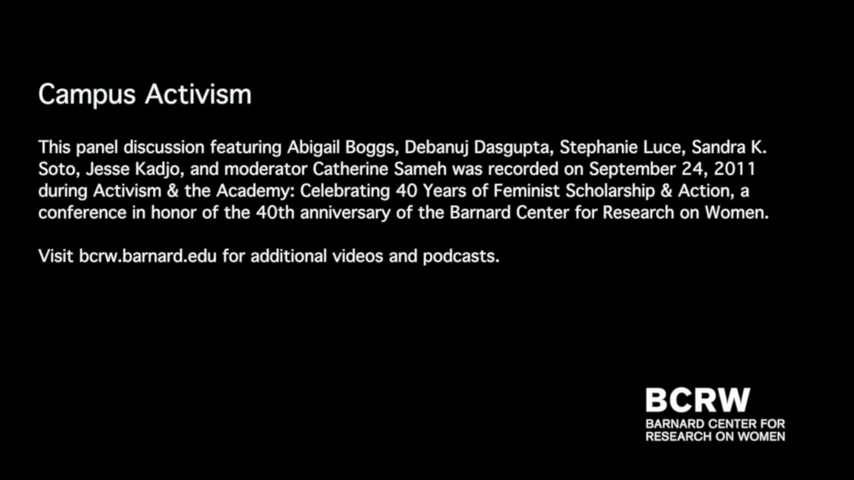 Campus Activism
This panel discussion featuring Abigail Boggs, Debanuj Dasgupta, Stephanie Luce, Sandra K.
Soto, Jesse Kadjo, and moderator Catherine Sameh was recorded on September 24, 2011
during Activism & the Academy: Celebrating 40 Years of Feminist Scholarship & Action, a
conference in honor of the 40th anniversary of the Barnard Center for Research on Women.
Visit bcrw.barnard.edu for additional videos and podcasts.
BCRW
BARNARD CENTER FOR
RESEARCH ON WOMEN